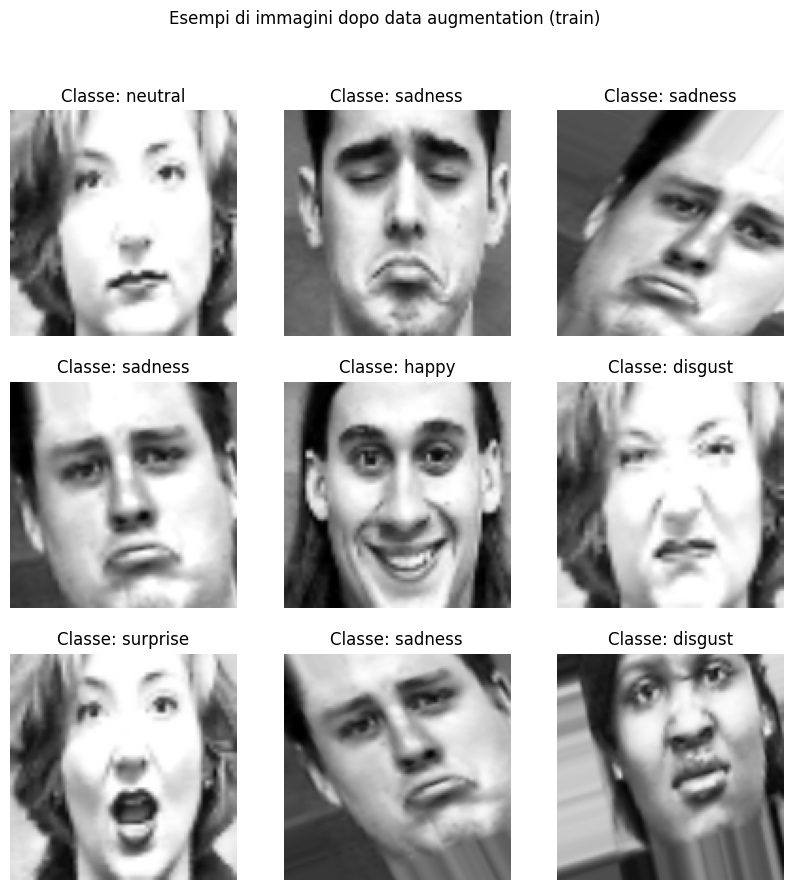 Esempi di immagini dopo data augmentation (train)
Classe: neutral
Classe: sadness
Classe: sadness
Classe: sadness
Classe: happy
Classe: disgust
Classe: surprise
Classe: sadness
Classe: disgust